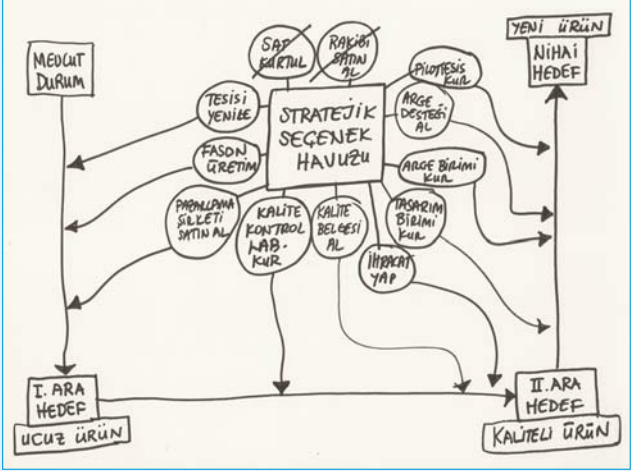 MEVCUT
DURUM
SAT
KURTUL
RAKİBİ
SATIN
AL
YENİ ÜRÜN
NİHAİ
HEDEF
PİLOT TESİS
KUR
TESİSİ
YENİLE
STRATEJİK
SEÇENEK
HAVUZU
ARGE
DESTEĞİ
AL
FASON
ÜRETİM
ARGE BİRİMİ
KUR
PAZARLAMA
ŞİRKETİ
SATIN AL
KALİTE
KONTROL
LAB.
KUR
KALİTE
BELGESİ
AL
İHRACAT
YAP
TASARIM
BİRİMİ
KUR
I. ARA
HEDEF
UCUZ ÜRÜN
II. ARA
HEDEF
KALİTELİ ÜRÜN